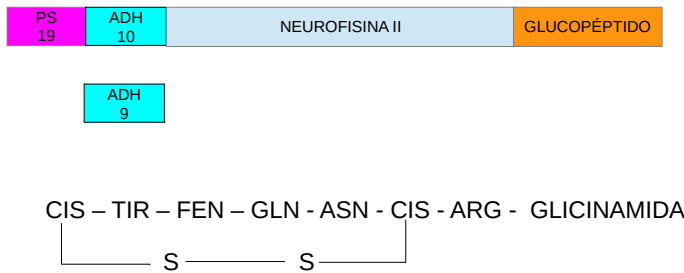 PS
19
ADH
10
NEUROFISINA II
GLUCOPÉPTIDO
ADH
9
CIS – TIR – FEN – GLN - ASN - CIS - ARG - GLICINAMIDA
S S